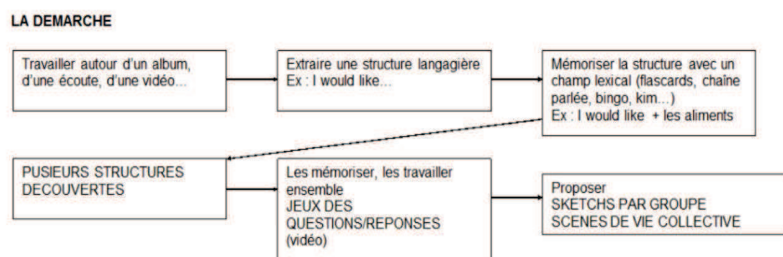 LA DEMARCHE
Travailler autour d'un album,
d'une écoute, d'une vidéo…
Extraire une structure langagière
Ex : I would like…
Mémoriser la structure avec un
champ lexical (flascards, chaîne
parlée, bingo, kim…)
Ex : I would like + les aliments
PUSIEURS STRUCTURES
DECOUVERTES
Les mémoriser, les travailler
ensemble
JEUX DES
QUESTIONS/REPONSES
(vidéo)
Proposer
SKETCHS PAR GROUPE
SCENES DE VIE COLLECTIVE